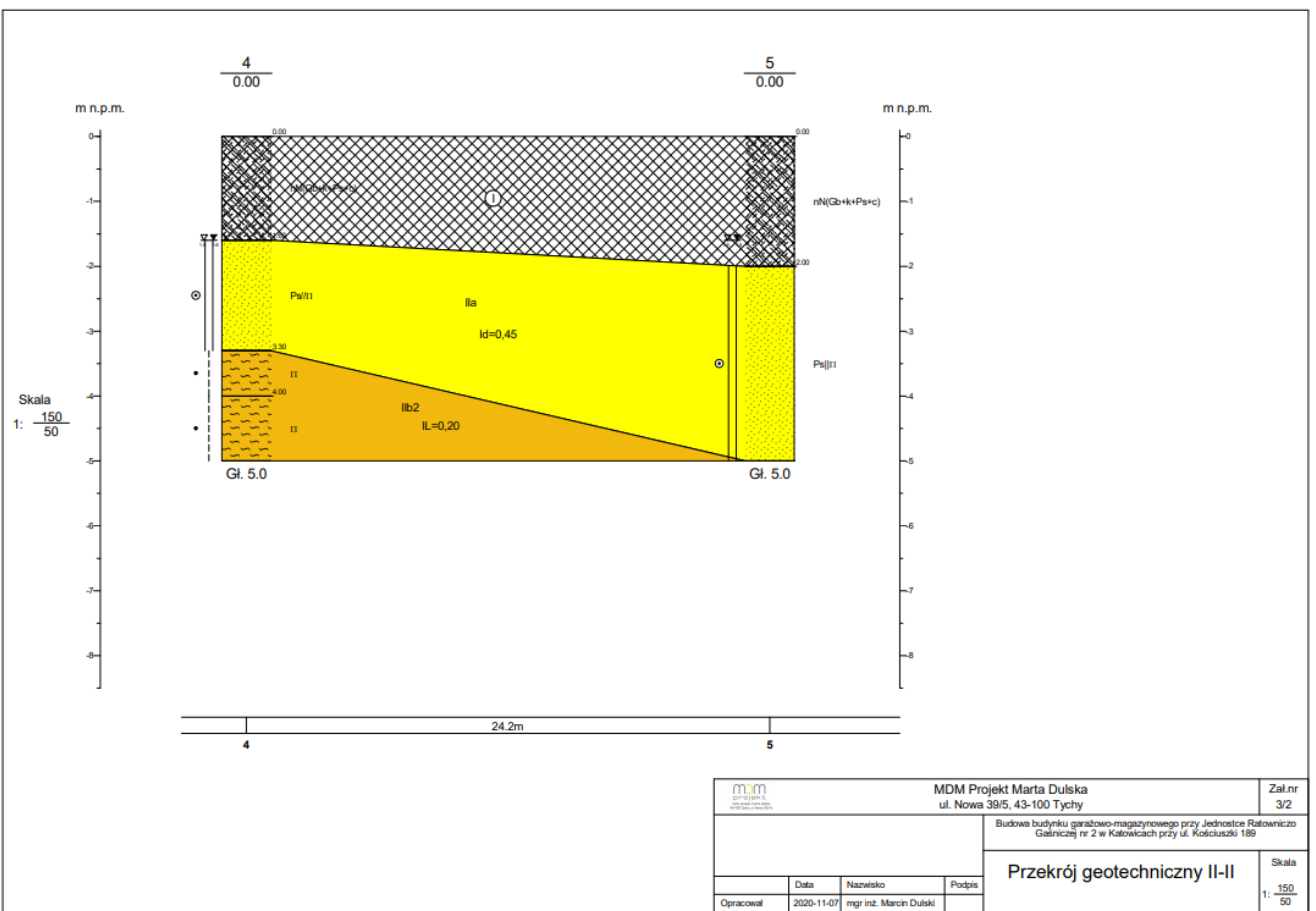 4
0.00
5
0.00
m n.p.m.
m n.p.m.
0
-1
-2
-3
-4
-5
-6
-7
-8
0.00
I
1.60
Ps//Π
IIa
Id=0,45
3.30
Π
4.00
IIb2
IL=0,20
Π
0.00
nN(Gb+k+Ps+c)
2.00
Ps||Π
0
-1
-2
-3
-4
-5
-6
-7
-8
Skala
1: 150
50
Gł. 5.0
Gł. 5.0
24.2m
4
5
mdm
projekt
MDM Projekt Marta Dulska
ul. Nowa 39/5, 43-100 Tychy
Zał.nr
3/2
Budowa budynku garażowo-magazynowego przy Jednostce Ratowniczo
Gaśniczej nr 2 w Katowicach przy ul. Kościuszki 189
Przekrój geotechniczny II-II
Skala
1: 150
50
Data
Nazwisko
Podpis
Opracował
2020-11-07
mgr inż. Marcin Dulski